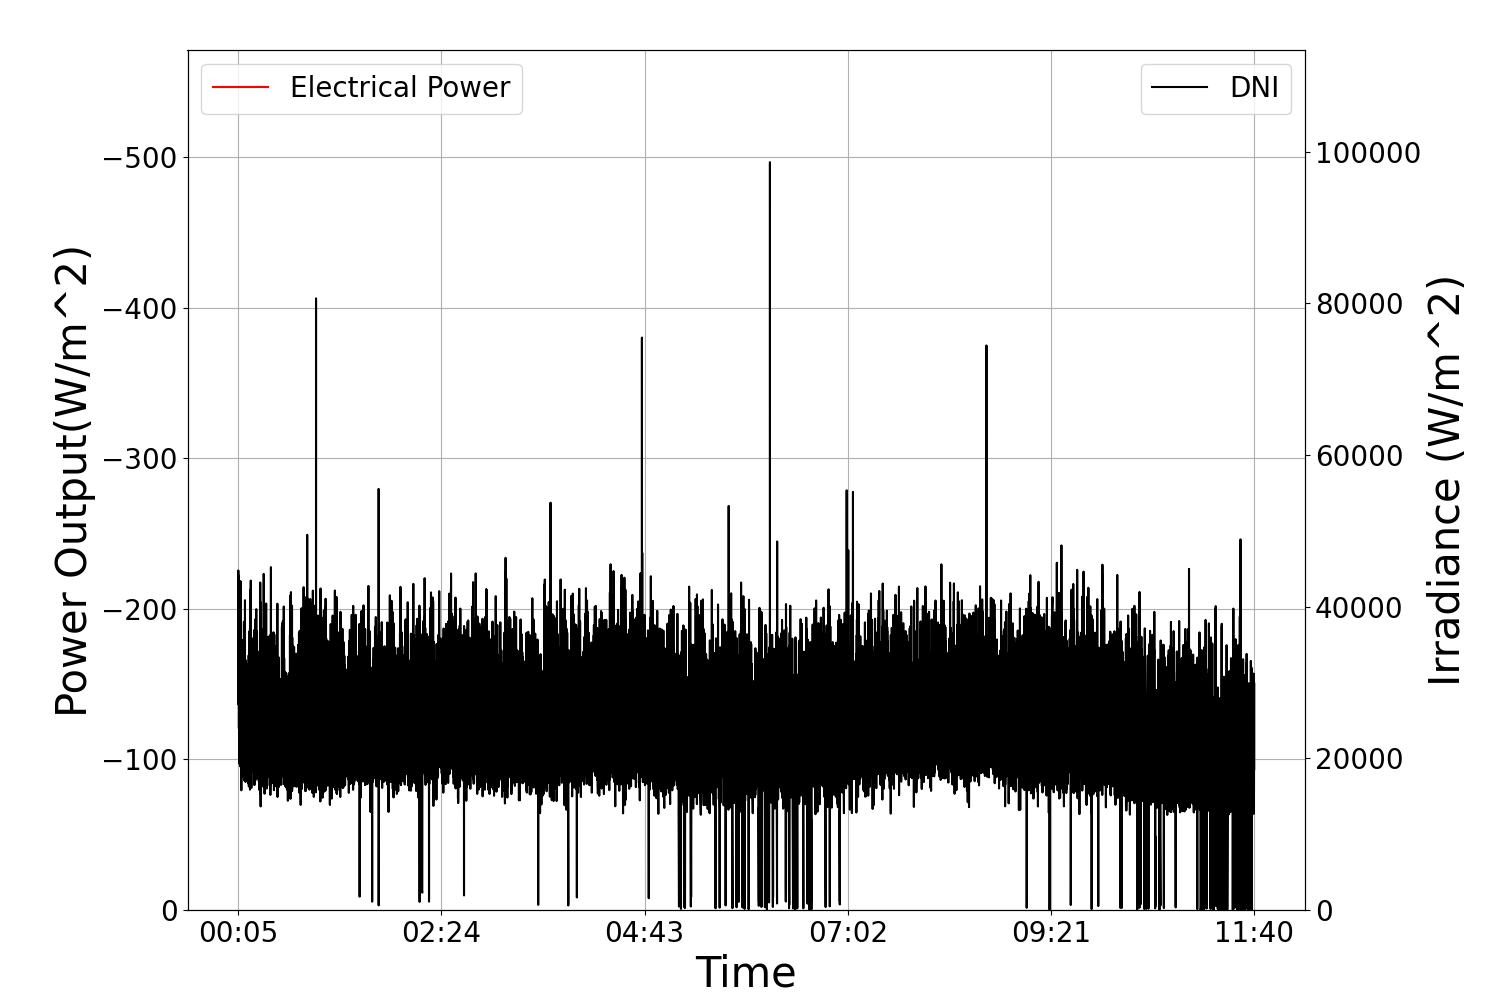 Electrical Power
DNI
Power Output(W/m^2)
−500
−400
−300
−200
−100
0
100000
80000
60000
40000
20000
0
Irradiance (W/m^2)
00:05 02:24 04:43 07:02 09:21 11:40
Time